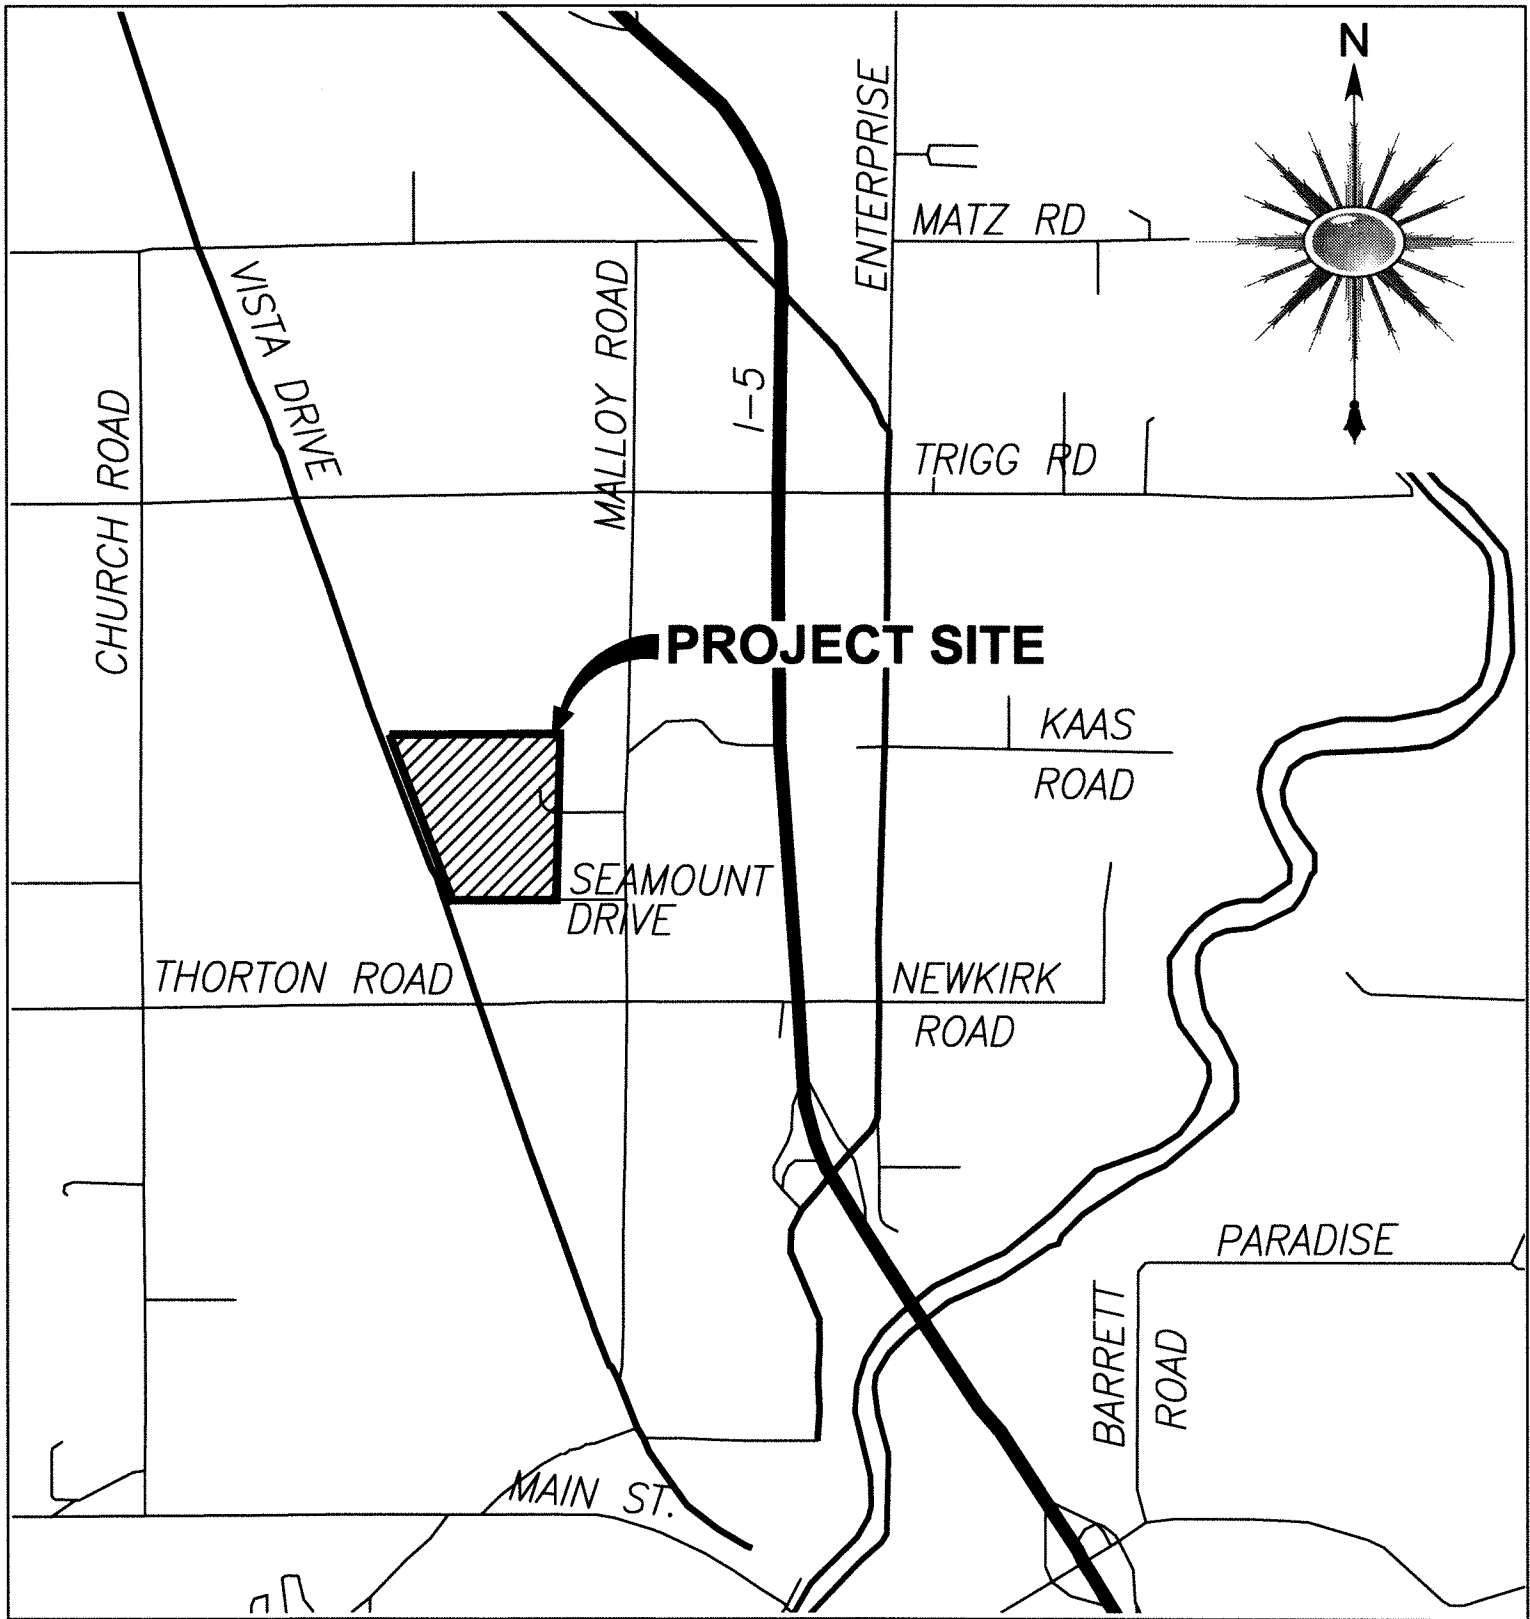 N
ENTERPRISE
MATZ RD
VISTA DRIVE
MALLOY ROAD
I-5
CHURCH ROAD
TRIGG RD
PROJECT SITE
KAAS
ROAD
SEAMOUNT
DRIVE
THORTON ROAD
NEWKIRK
ROAD
PARADISE
BARRETT
ROAD
MAIN ST.